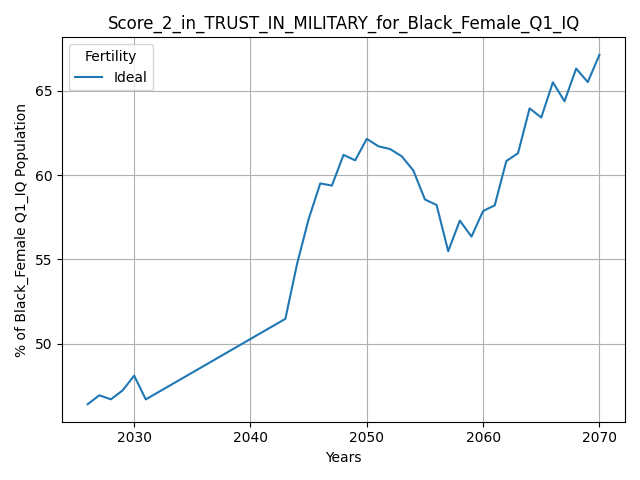 Score_2_in_TRUST_IN_MILITARY_for_Black_Female_Q1_IQ
Fertility
Ideal
% of Black_Female Q1_IQ Population
65
60
55
50
2030
2040
2050
2060
2070
Years